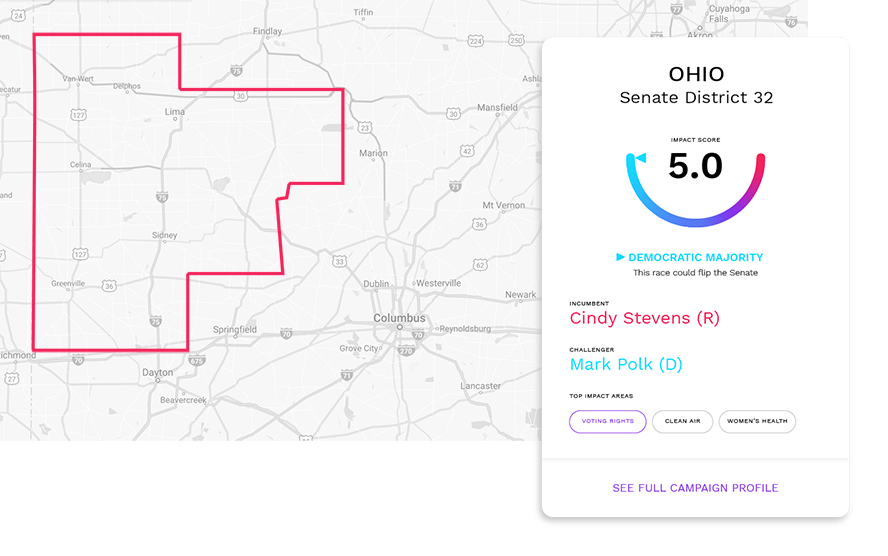 24
Tiffin
Findlay
77
Cuyahoga
Falls
76
Akron
224
250
75
Van Wert
Delphos
30
Ashla
127
Lima
Mansfield
30
23
42
Marion
Celina
75
71
Mt Vernon
36
Sidney
127
33
62
Greenville
36
Dublin
Westerville
Newark
75
Columbus
Springfield
70
70
Reynoldsburg
Grove City
270
ichmond
70
675
Dayton
27
71
Lancaster
Beavercreek
OHIO
Senate District 32
IMPACT SCORE
5.0
DEMOCRATIC MAJORITY
This race could flip the Senate
INCUMBENT
Cindy Stevens (R)
CHALLENGER
Mark Polk (D)
TOP IMPACT AREAS
VOTING RIGHTS
CLEAN AIR
WOMEN'S HEALTH
SEE FULL CAMPAIGN PROFILE